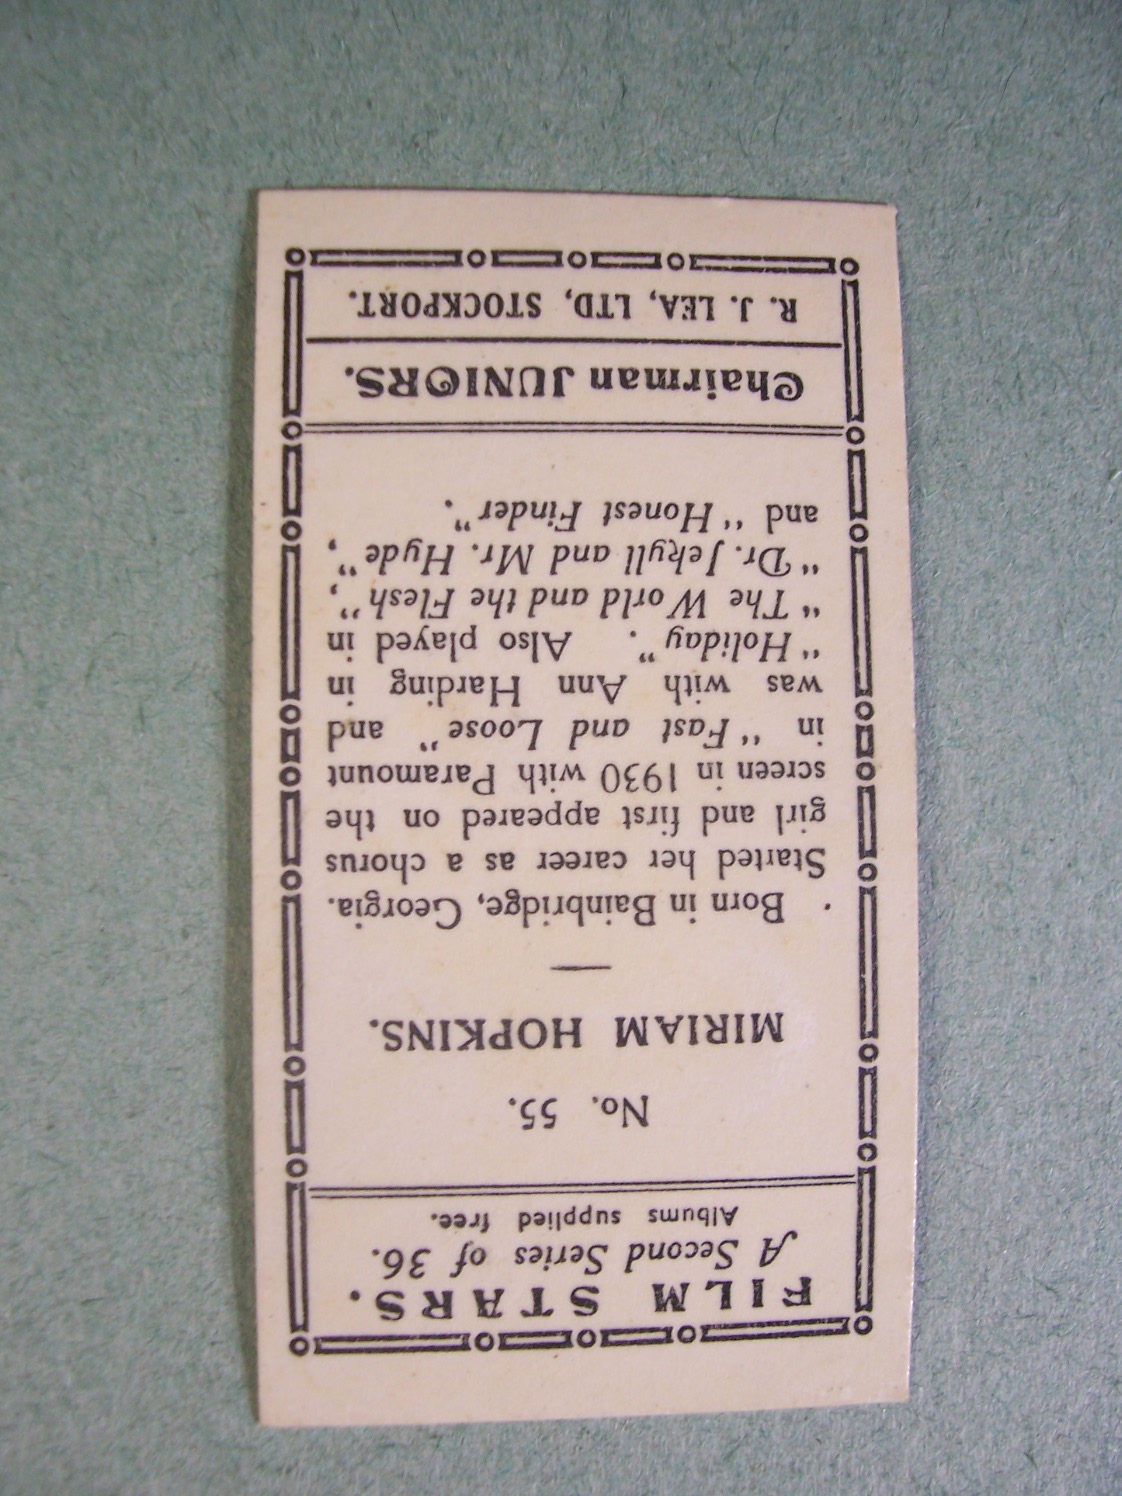 FILM STARS.
A Second Series of 36.
Albums supplied free.
No. 55.
MIRIAM HOPKINS.
Born in Bainbridge, Georgia.
Started her career as a chorus
girl and first appeared on the
screen in 1930 with Paramount
in "Fast and Loose" and
was with Ann Harding in
"Holiday". Also played in
"The World and the Flesh",
"Dr. Jekyll and Mr. Hyde",
and "Honest Finder".
Chairman JUNIORS.
R. J. LEA, LTD, STOCKPORT.